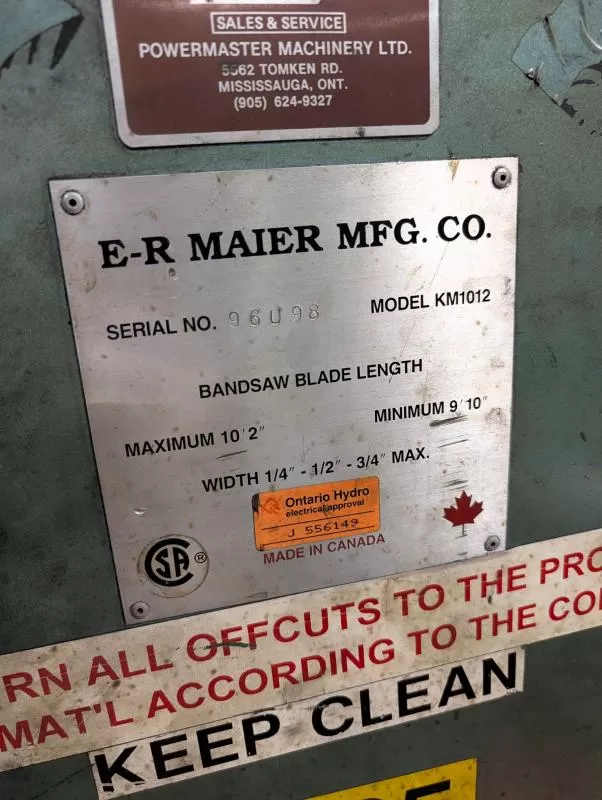 SALES & SERVICE
POWERMASTER MACHINERY LTD.
5562 TOMKEN RD.
MISSISSAUGA, ONT.
(905) 624-9327
E-R MAIER MFG. CO.
SERIAL NO. 96U98 MODEL KM1012
BANDSAW BLADE LENGTH
MAXIMUM 10'2" MINIMUM 9'10"
WIDTH 1/4" - 1/2" - 3/4" MAX.
Ontario Hydro
electrical approval
J 556149
MADE IN CANADA
CSA ®
RN ALL OFFCUTS TO THE PRO
MAT'L ACCORDING TO THE CO
KEEP CLEAN